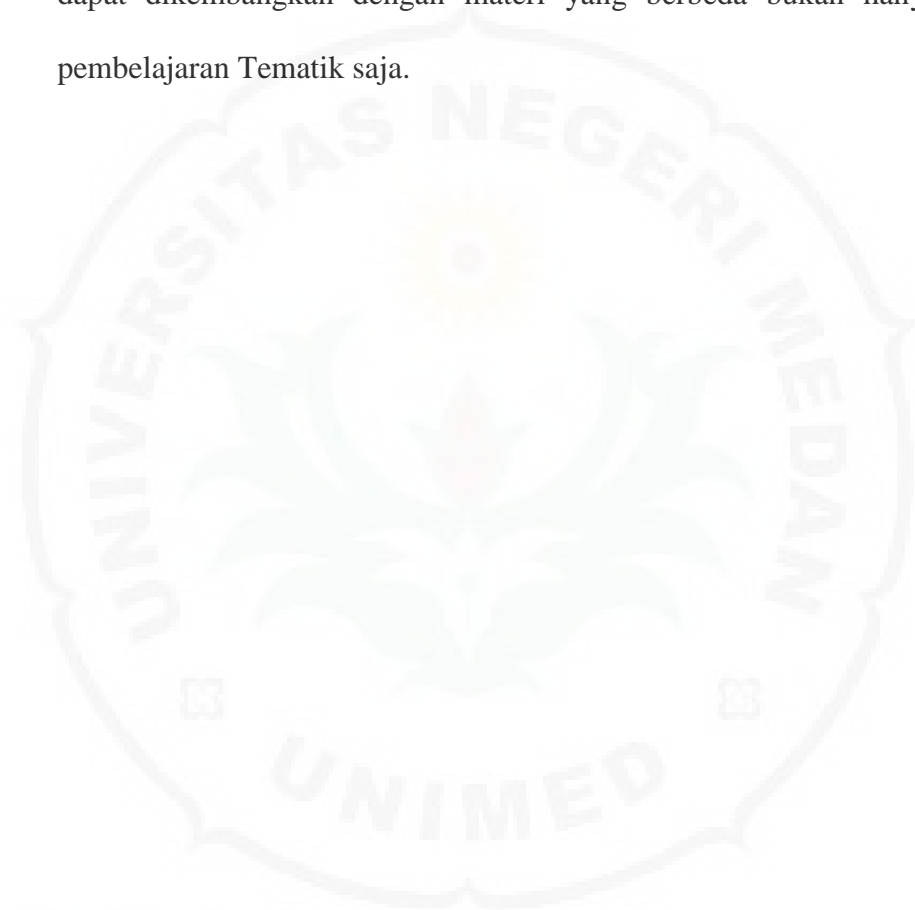 dapat dikembangkan dengan materi yang berbeda bukan
pembelajaran Tematik saja.
UNIVERSITAS NEGERI MEDAN
UNIMED